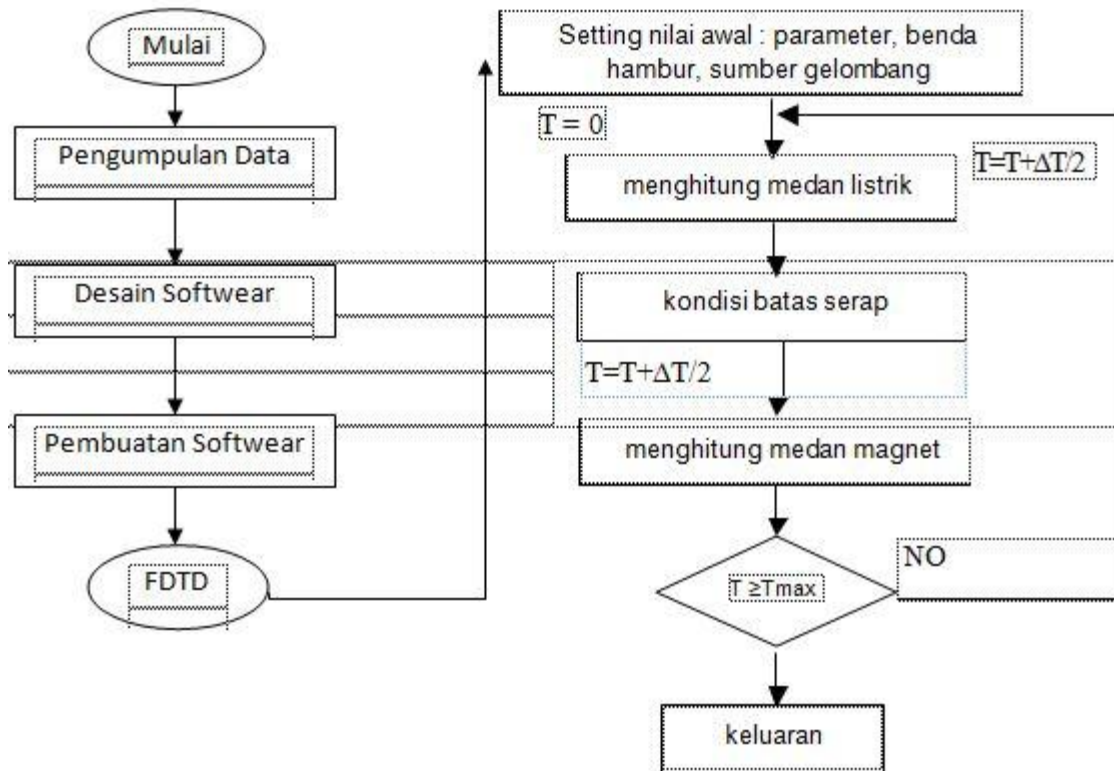 Mulai
Pengumpulan Data
Desain Softwear
Pembuatan Softwear
FDTD
Setting nilai awal : parameter, benda
hambur, sumber gelombang
T = 0
T=T+ΔT/2
menghitung medan listrik
kondisi batas serap
T=T+ΔT/2
menghitung medan magnet
T ≥Tmax
NO
keluaran